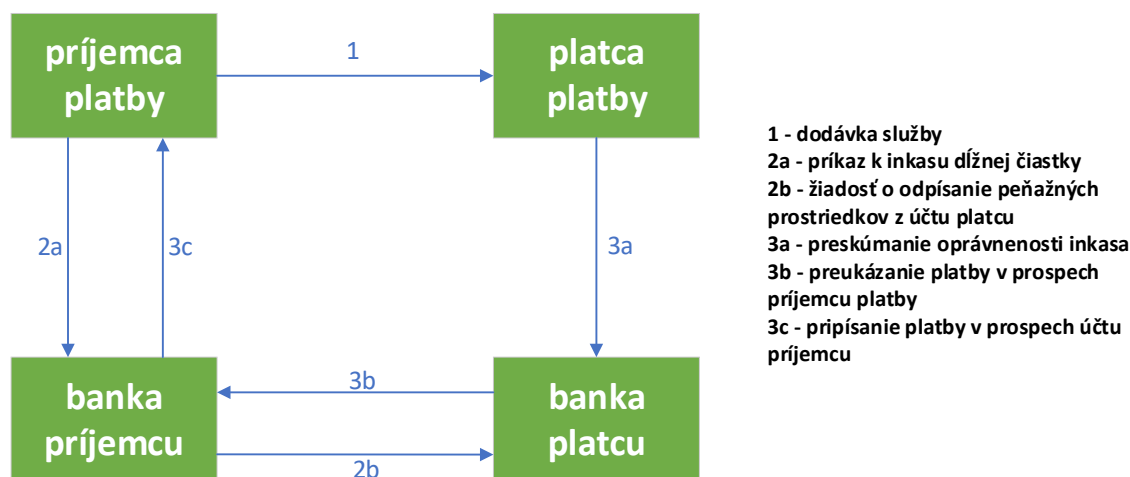 príjemca
platby
1
platca
platby
2a
3c
3a
banka
príjemcu
3b
2b
banka
platcu
1 - dodávka služby
2a - príkaz k inkasu dĺžnej čiastky
2b - žiadosť o odpísanie peňažných
prostriedkov z účtu platcu
3a - preskúmanie oprávnenosti inkasa
3b - preukázanie platby v prospech
príjemcu platby
3c - pripísanie platby v prospech účtu
príjemcu